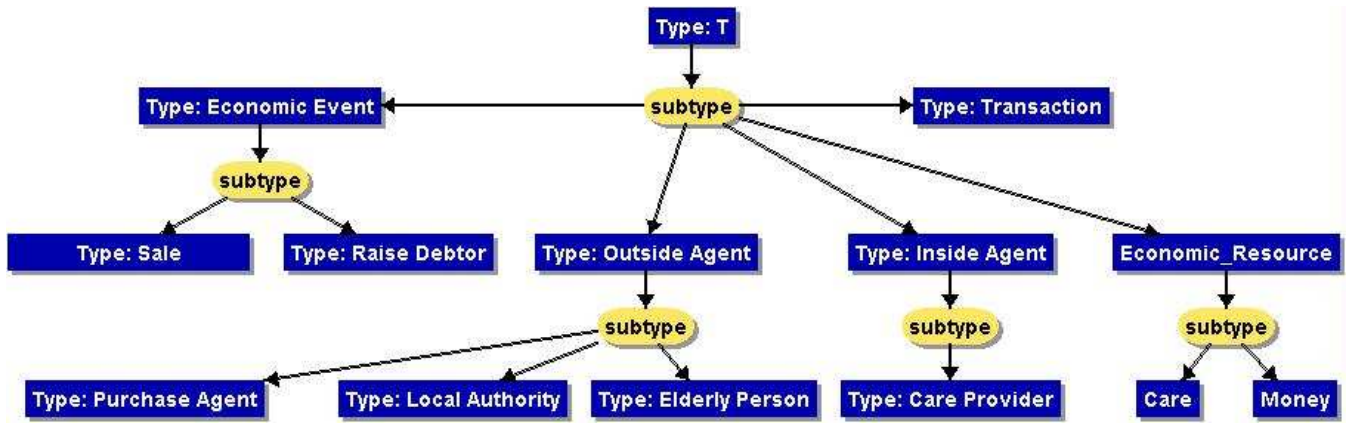 Type: T
Type: Economic Event
subtype
Type: Transaction
subtype
Type: Sale
Type: Raise Debtor
Type: Outside Agent
Type: Inside Agent
Economic_Resource
subtype
subtype
subtype
Type: Purchase Agent
Type: Local Authority
Type: Elderly Person
Type: Care Provider
Care
Money